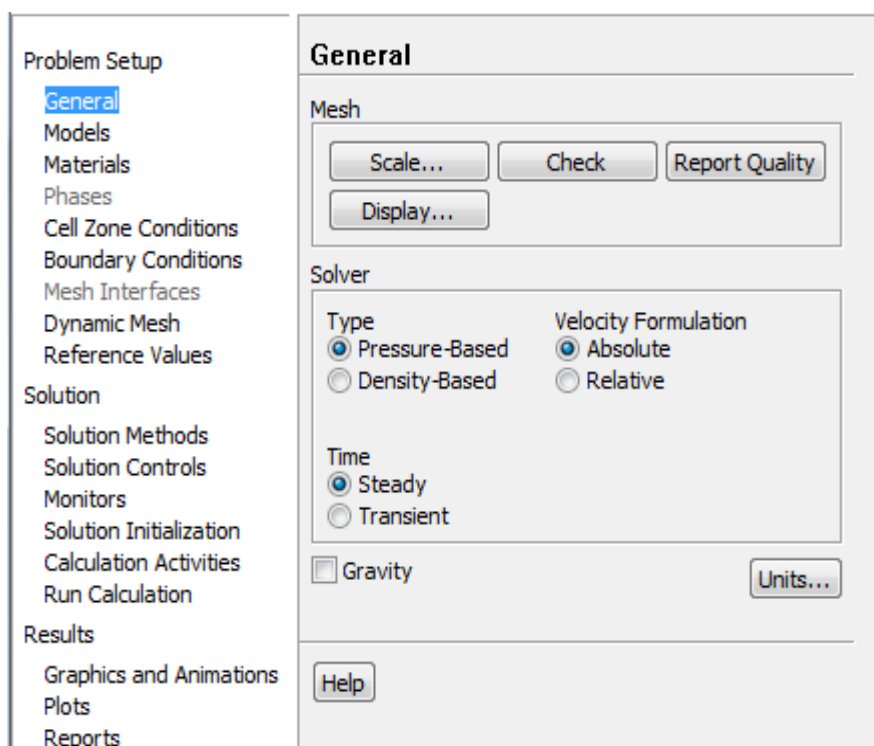 Problem Setup
General
Models
Materials
Phases
Cell Zone Conditions
Boundary Conditions
Mesh Interfaces
Dynamic Mesh
Reference Values
Solution
Solution Methods
Solution Controls
Monitors
Solution Initialization
Calculation Activities
Run Calculation
Results
Graphics and Animations
Plots
Reports
General
Mesh
Scale... Check Report Quality
Display...
Solver
Type Velocity Formulation
Pressure-Based Absolute
Density-Based Relative
Time
Steady
Transient
Gravity Units...
Help